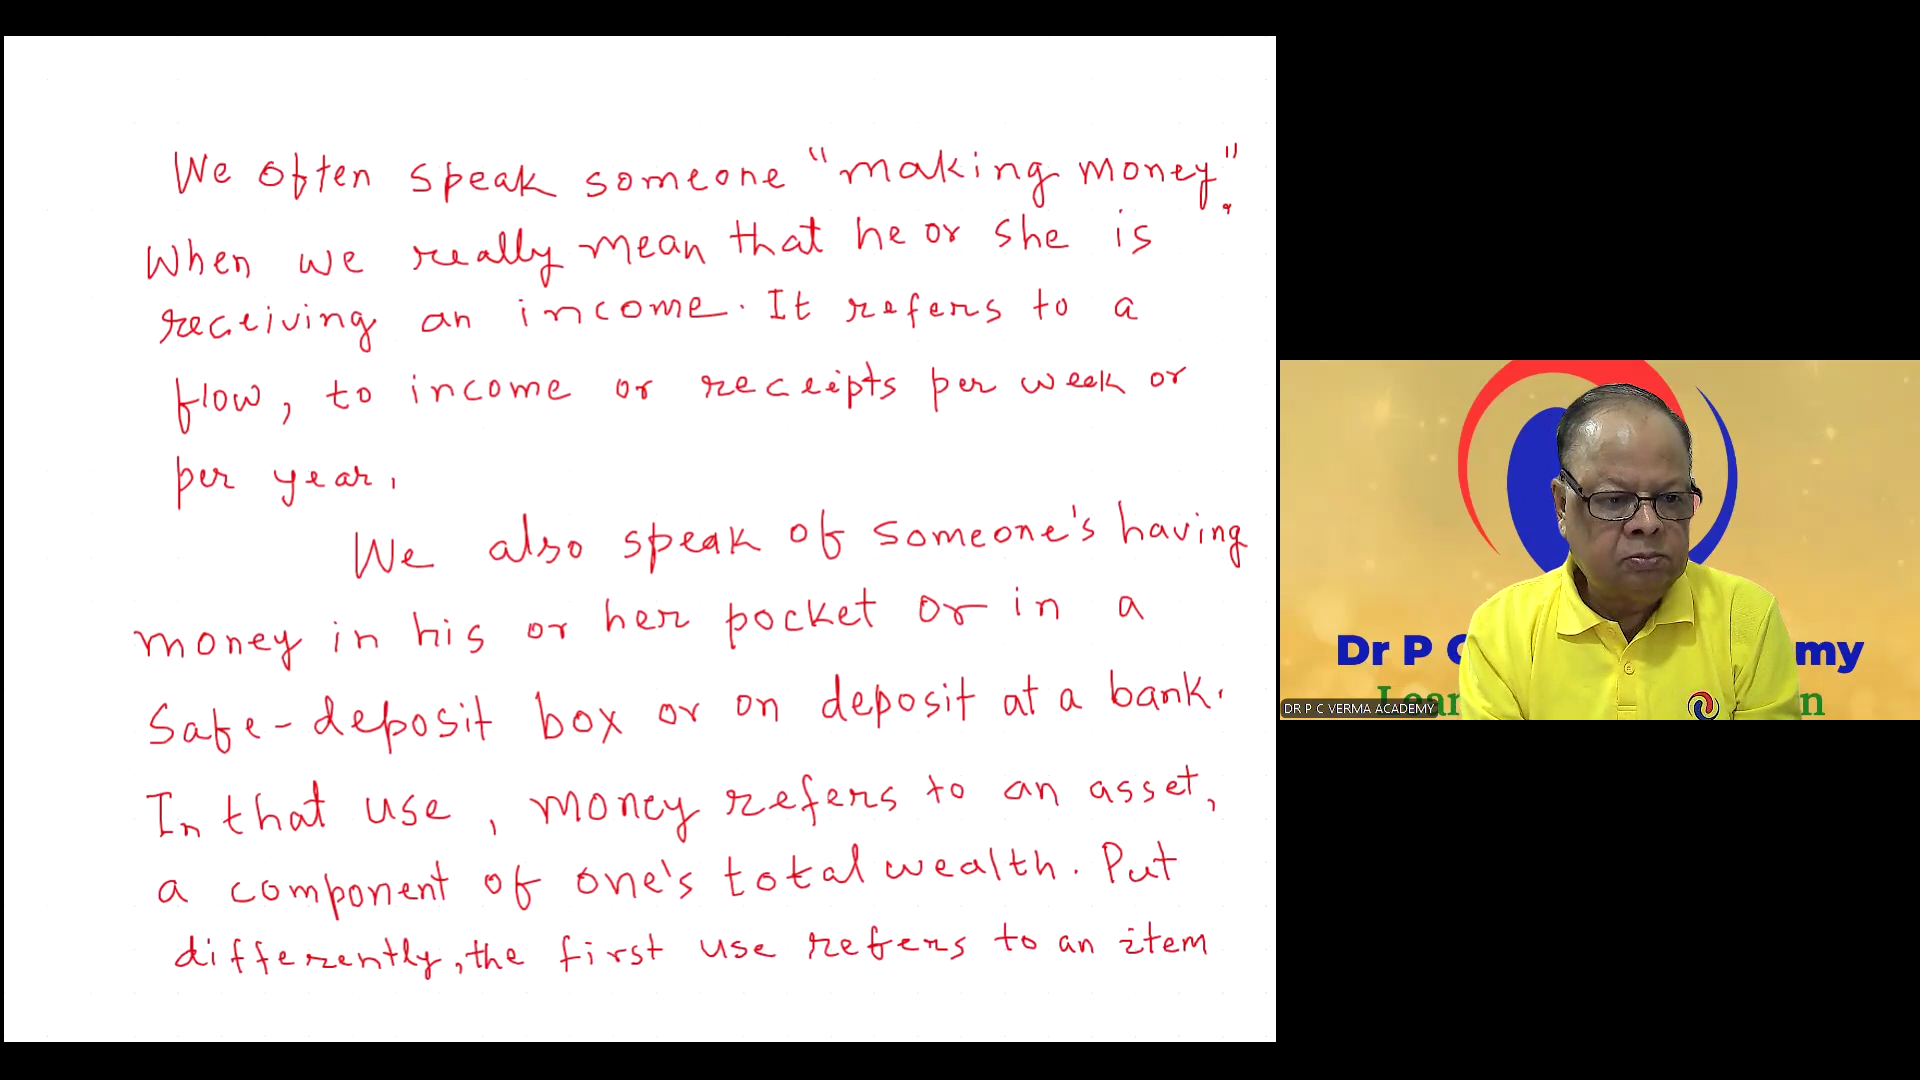 We often speak someone "making money".
When we really mean that he or she is
receiving an income. It refers to a
flow, to income or receipts per week or
per year.
We also speak of someone's having
money in his or her pocket or in a
safe-deposit box or on deposit at a bank.
In that use, money refers to an asset,
a component of one's total wealth. Put
differently, the first use refers to an item
Dr P C
my
Lear
n
DR P C VERMA ACADEMY